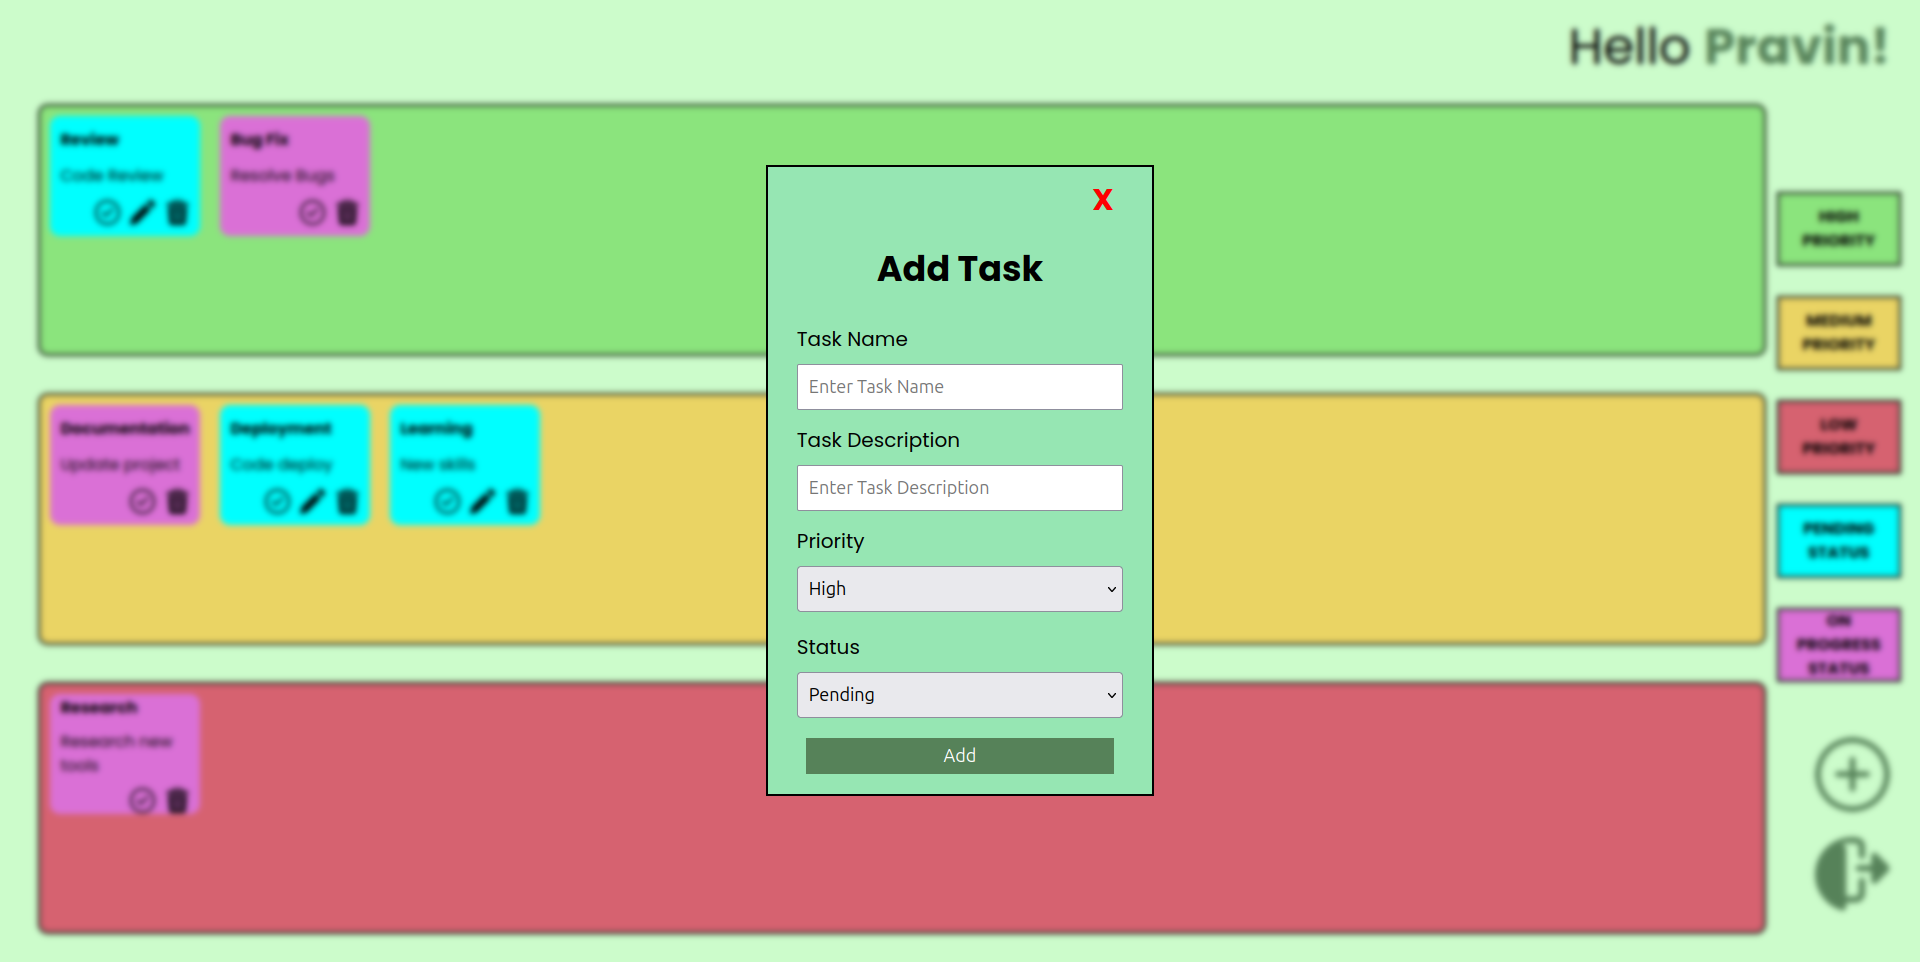 Hello Pravin!
Review
Code Review
Bug Fix
Resolve Bugs
Documentation
Update project
Deployment
Code deploy
Learning
New skills
Research
Research new
tools
X
Add Task
Task Name
Enter Task Name
Task Description
Enter Task Description
Priority
High
Status
Pending
Add
HIGH
PRIORITY
MEDIUM
PRIORITY
LOW
PRIORITY
PENDING
STATUS
ON
PROGRESS
STATUS